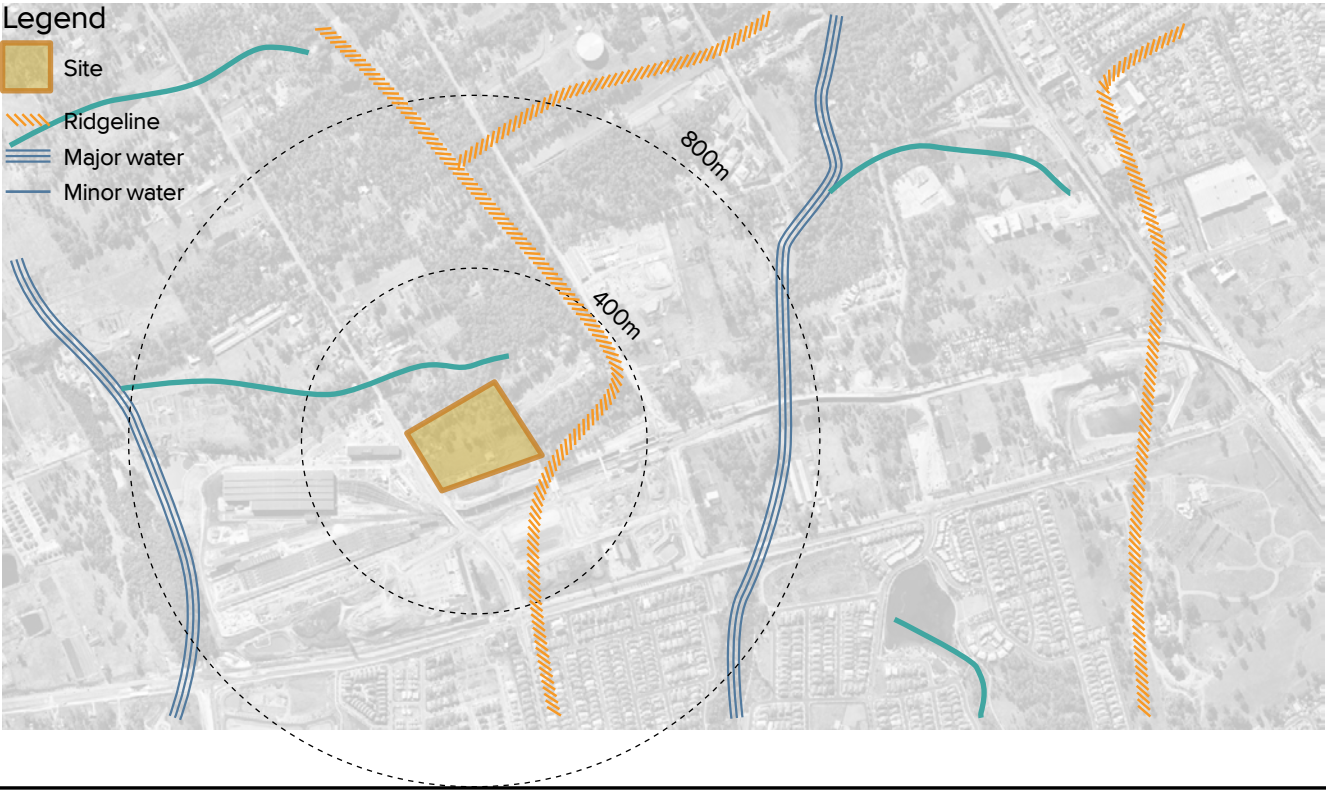 Legend
Site
Ridgeline
Major water
Minor water
800m
400m